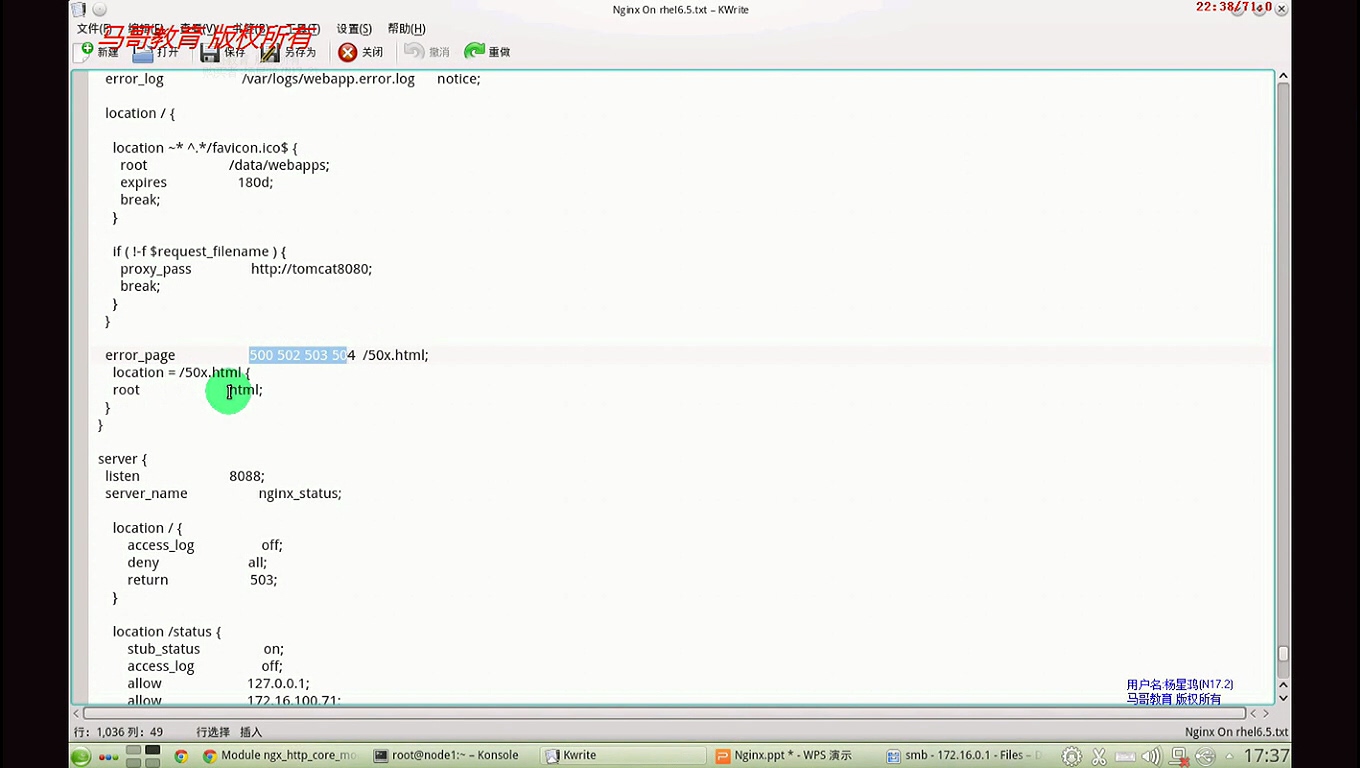 Nginx On rhel6.5.txt – KWrite
22:38/71:0
文件(F) 编辑(E) 查看(V) 书签(B) 工具(T) 设置(S) 帮助(H)
马哥教育 版权所有
新建 打开 保存 另存为 关闭 撤消 重做
error_log /var/logs/webapp.error.log notice;
location / {
location ~* ^.*/favicon.ico$ {
root /data/webapps;
expires 180d;
break;
}
if ( !-f $request_filename ) {
proxy_pass http://tomcat8080;
break;
}
}
error_page 500 502 503 504 /50x.html;
location = /50x.html {
root html;
}
}
server {
listen 8088;
server_name nginx_status;
location / {
access_log off;
deny all;
return 503;
}
location /status {
stub_status on;
access_log off;
allow 127.0.0.1;
allow 172.16.100.71;
用户名:杨星鸿(N17.2)
马哥教育 版权所有
行: 1,036 列: 49 行选择 插入 Nginx On rhel6.5.txt
Module ngx_http_core_mo root@node1:~ – Konsole Kwrite Nginx.ppt * - WPS 演示 smb - 172.16.0.1 - Files – D 17:37